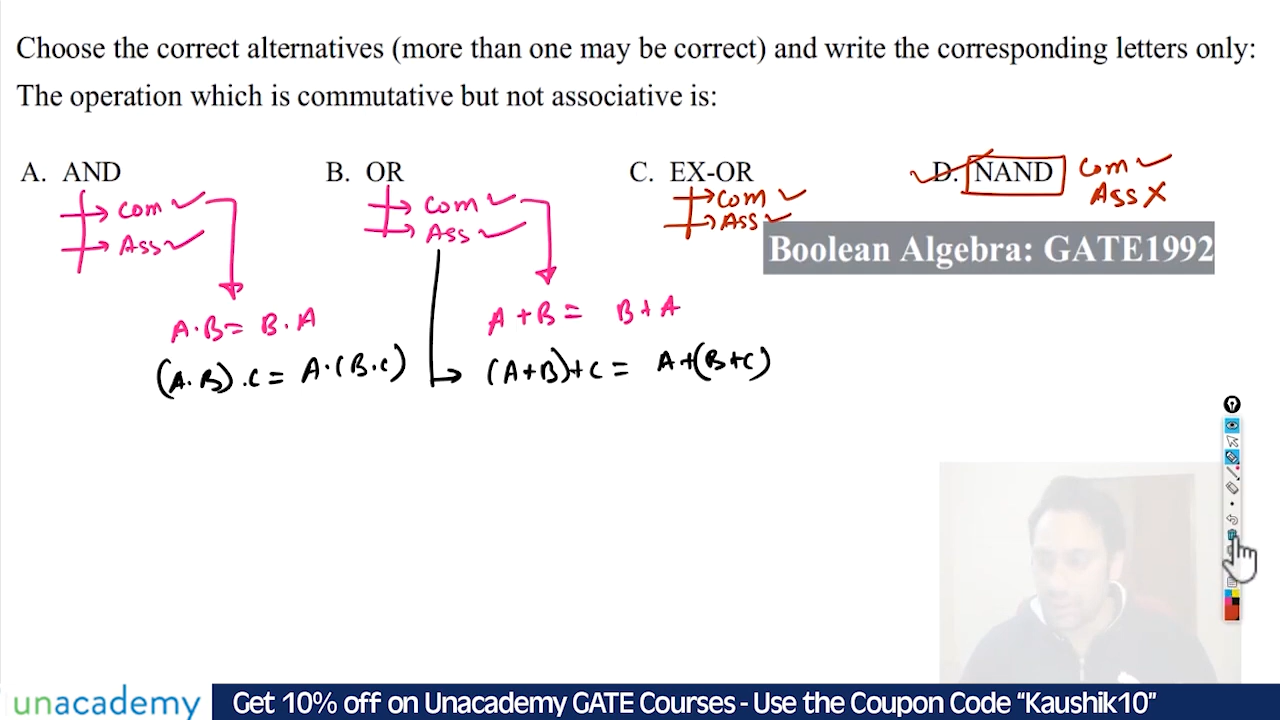 Choose the correct alternatives (more than one may be correct) and write the corresponding letters only:
The operation which is commutative but not associative is:
A. AND
B. OR
C. EX-OR
D. NAND
Com ✓
Ass ✗
Com ✓
Ass ✓
Com ✓
Ass ✓
Com ✓
Ass ✓
Boolean Algebra: GATE1992
A·B = B·A
A+B = B+A
(A·B)·C = A·(B·C)
(A+B)+C = A+(B+C)
unacademy
Get 10% off on Unacademy GATE Courses - Use the Coupon Code “Kaushik10”